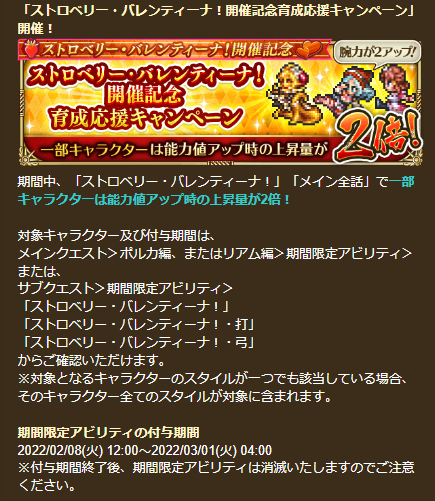 「ストロベリー・バレンティーナ！開催記念育成応援キャンペーン」
開催！
ストロベリー・バレンティーナ！開催記念
腕力が2アップ!
ストロベリー・バレンティーナ！
開催記念
育成応援キャンペーン
一部キャラクターは能力値アップ時の上昇量が
2倍!
期間中、「ストロベリー・バレンティーナ！」「メイン全話」で一部
キャラクターは能力値アップ時の上昇量が2倍！
対象キャラクター及び付与期間は、
メインクエスト＞ポルカ編、またはリアム編＞期間限定アビリティ＞
または、
サブクエスト＞期間限定アビリティ＞
「ストロベリー・バレンティーナ！」
「ストロベリー・バレンティーナ！・打」
「ストロベリー・バレンティーナ！・弓」
からご確認いただけます。
※対象となるキャラクターのスタイルが一つでも該当している場合、
そのキャラクター全てのスタイルが対象に含まれます。
期間限定アビリティの付与期間
2022/02/08(火) 12:00～2022/03/01(火) 04:00
※付与期間終了後、期間限定アビリティは消滅いたしますのでご注意
ください。